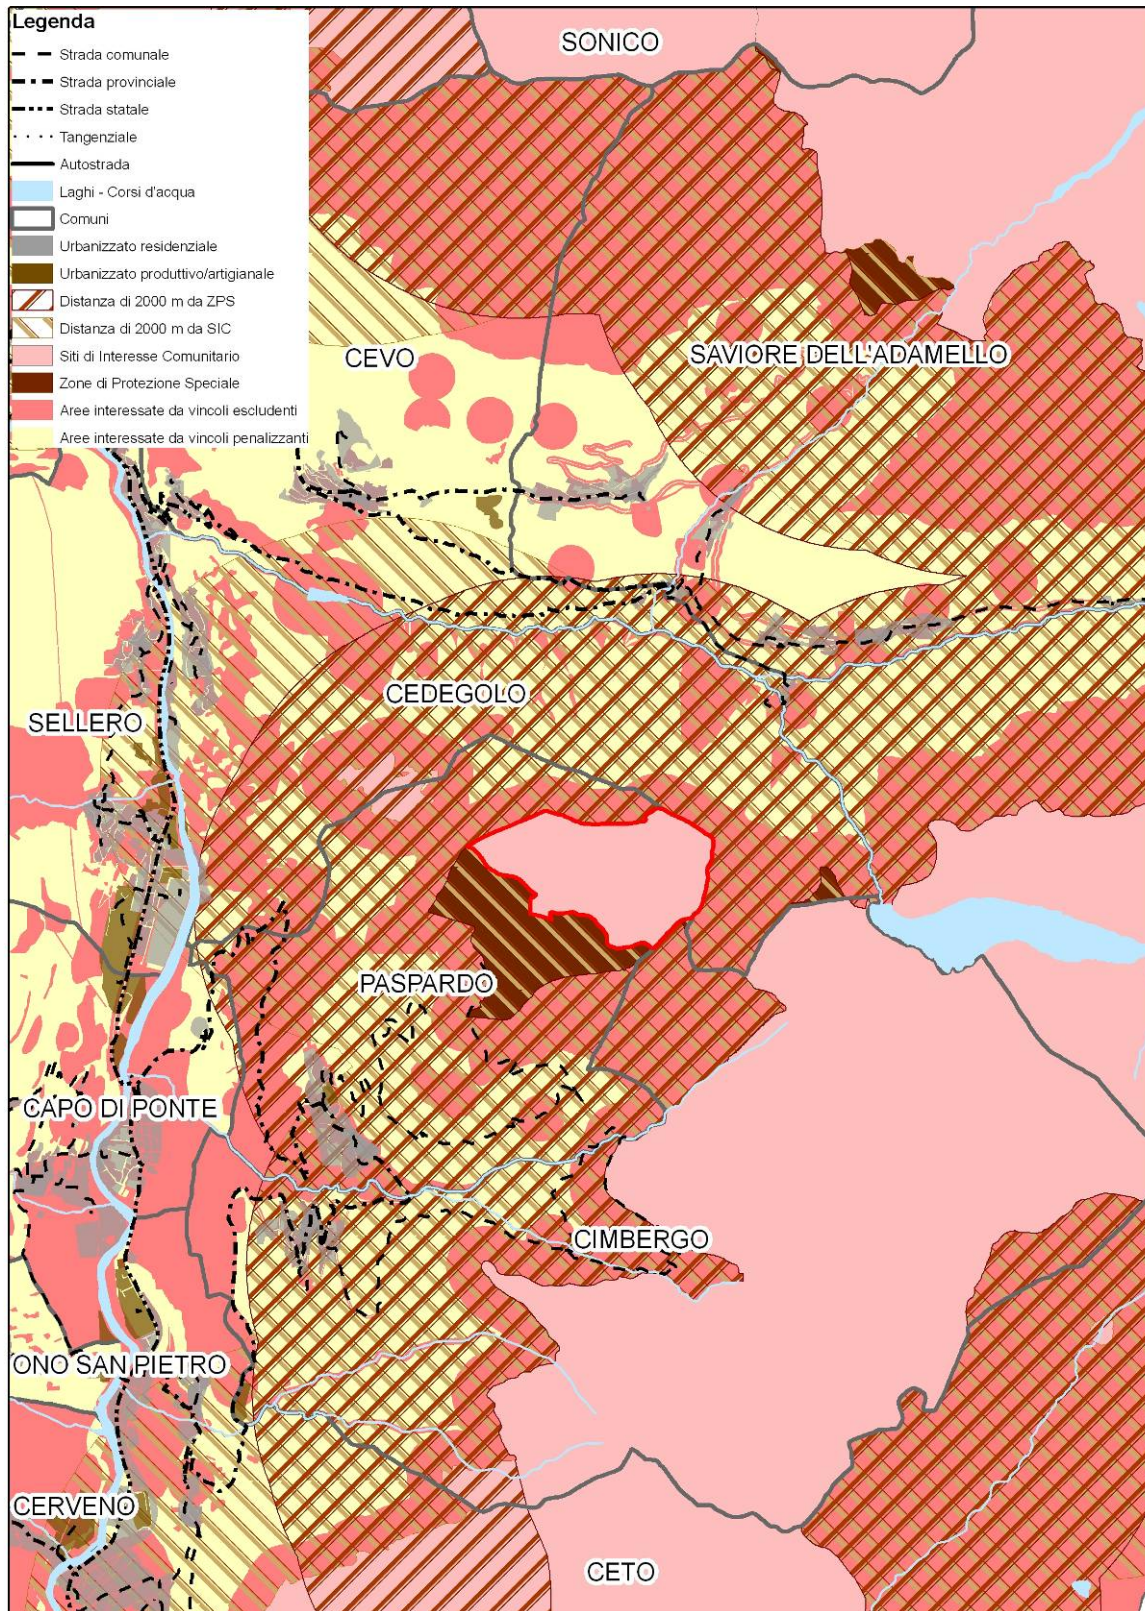 Legenda
Strada comunale
Strada provinciale
Strada statale
Tangenziale
Autostrada
Laghi - Corsi d'acqua
Comuni
Urbanizzato residenziale
Urbanizzato produttivo/artigianale
Distanza di 2000 m da ZPS
Distanza di 2000 m da SIC
Siti di Interesse Comunitario
Zone di Protezione Speciale
Aree interessate da vincoli escludenti
Aree interessate da vincoli penalizzanti
SONICO
CEVO
SAVIORE DELL'ADAMELLO
CEDEGOLO
SELLERO
PASPARDO
CAPO DI PONTE
CIMBERGO
ONO SAN PIETRO
CERVENO
CETO